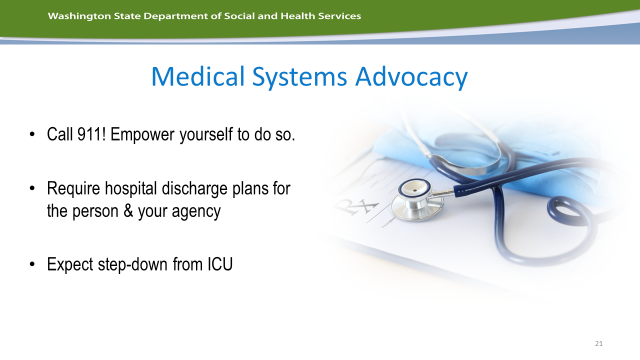 Washington State Department of Social and Health Services
Medical Systems Advocacy
• Call 911! Empower yourself to do so.
• Require hospital discharge plans for
the person & your agency
• Expect step-down from ICU
Rx
21